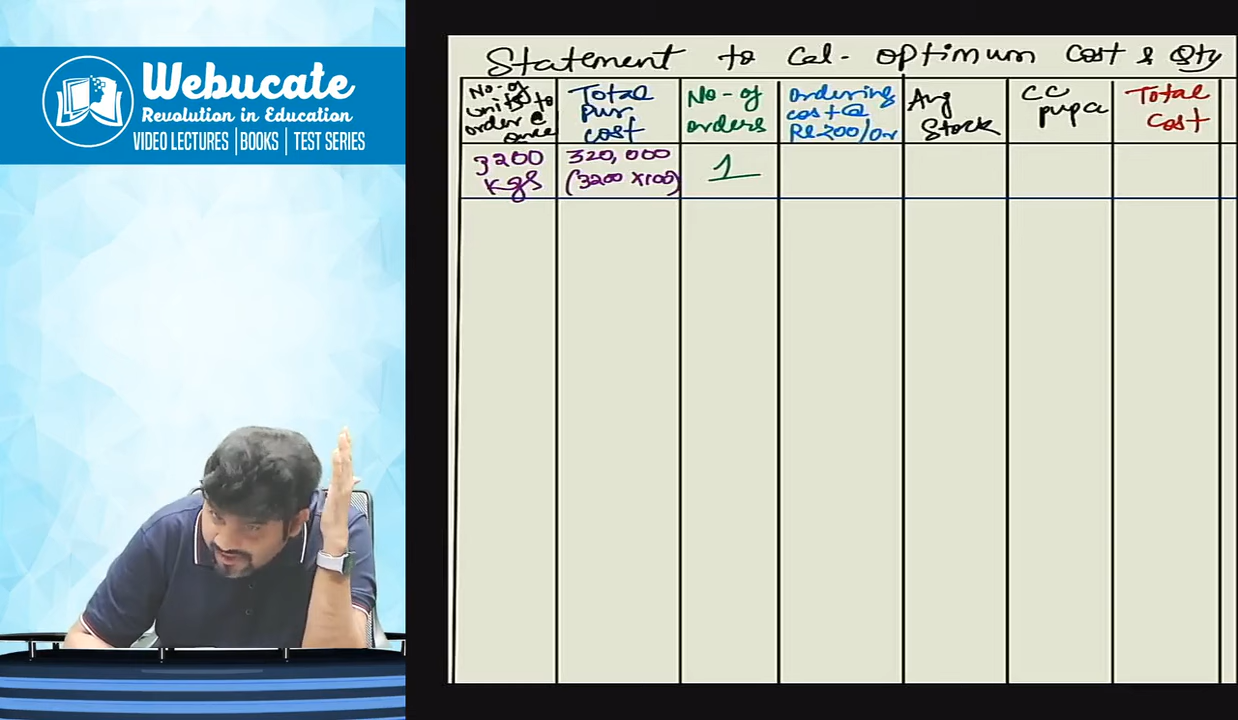 Webucate
Revolution in Education
VIDEO LECTURES | BOOKS | TEST SERIES
Statement to Cal- optimum Cost & Qty
No-of
units to
order @
once
Total
pur
cost
No-of
orders
ordering
cost @
Rs 200/or
Avg
Stock
CC
pupa
Total
Cost
3200
Kgs
320,000
(3200 x 100)
1